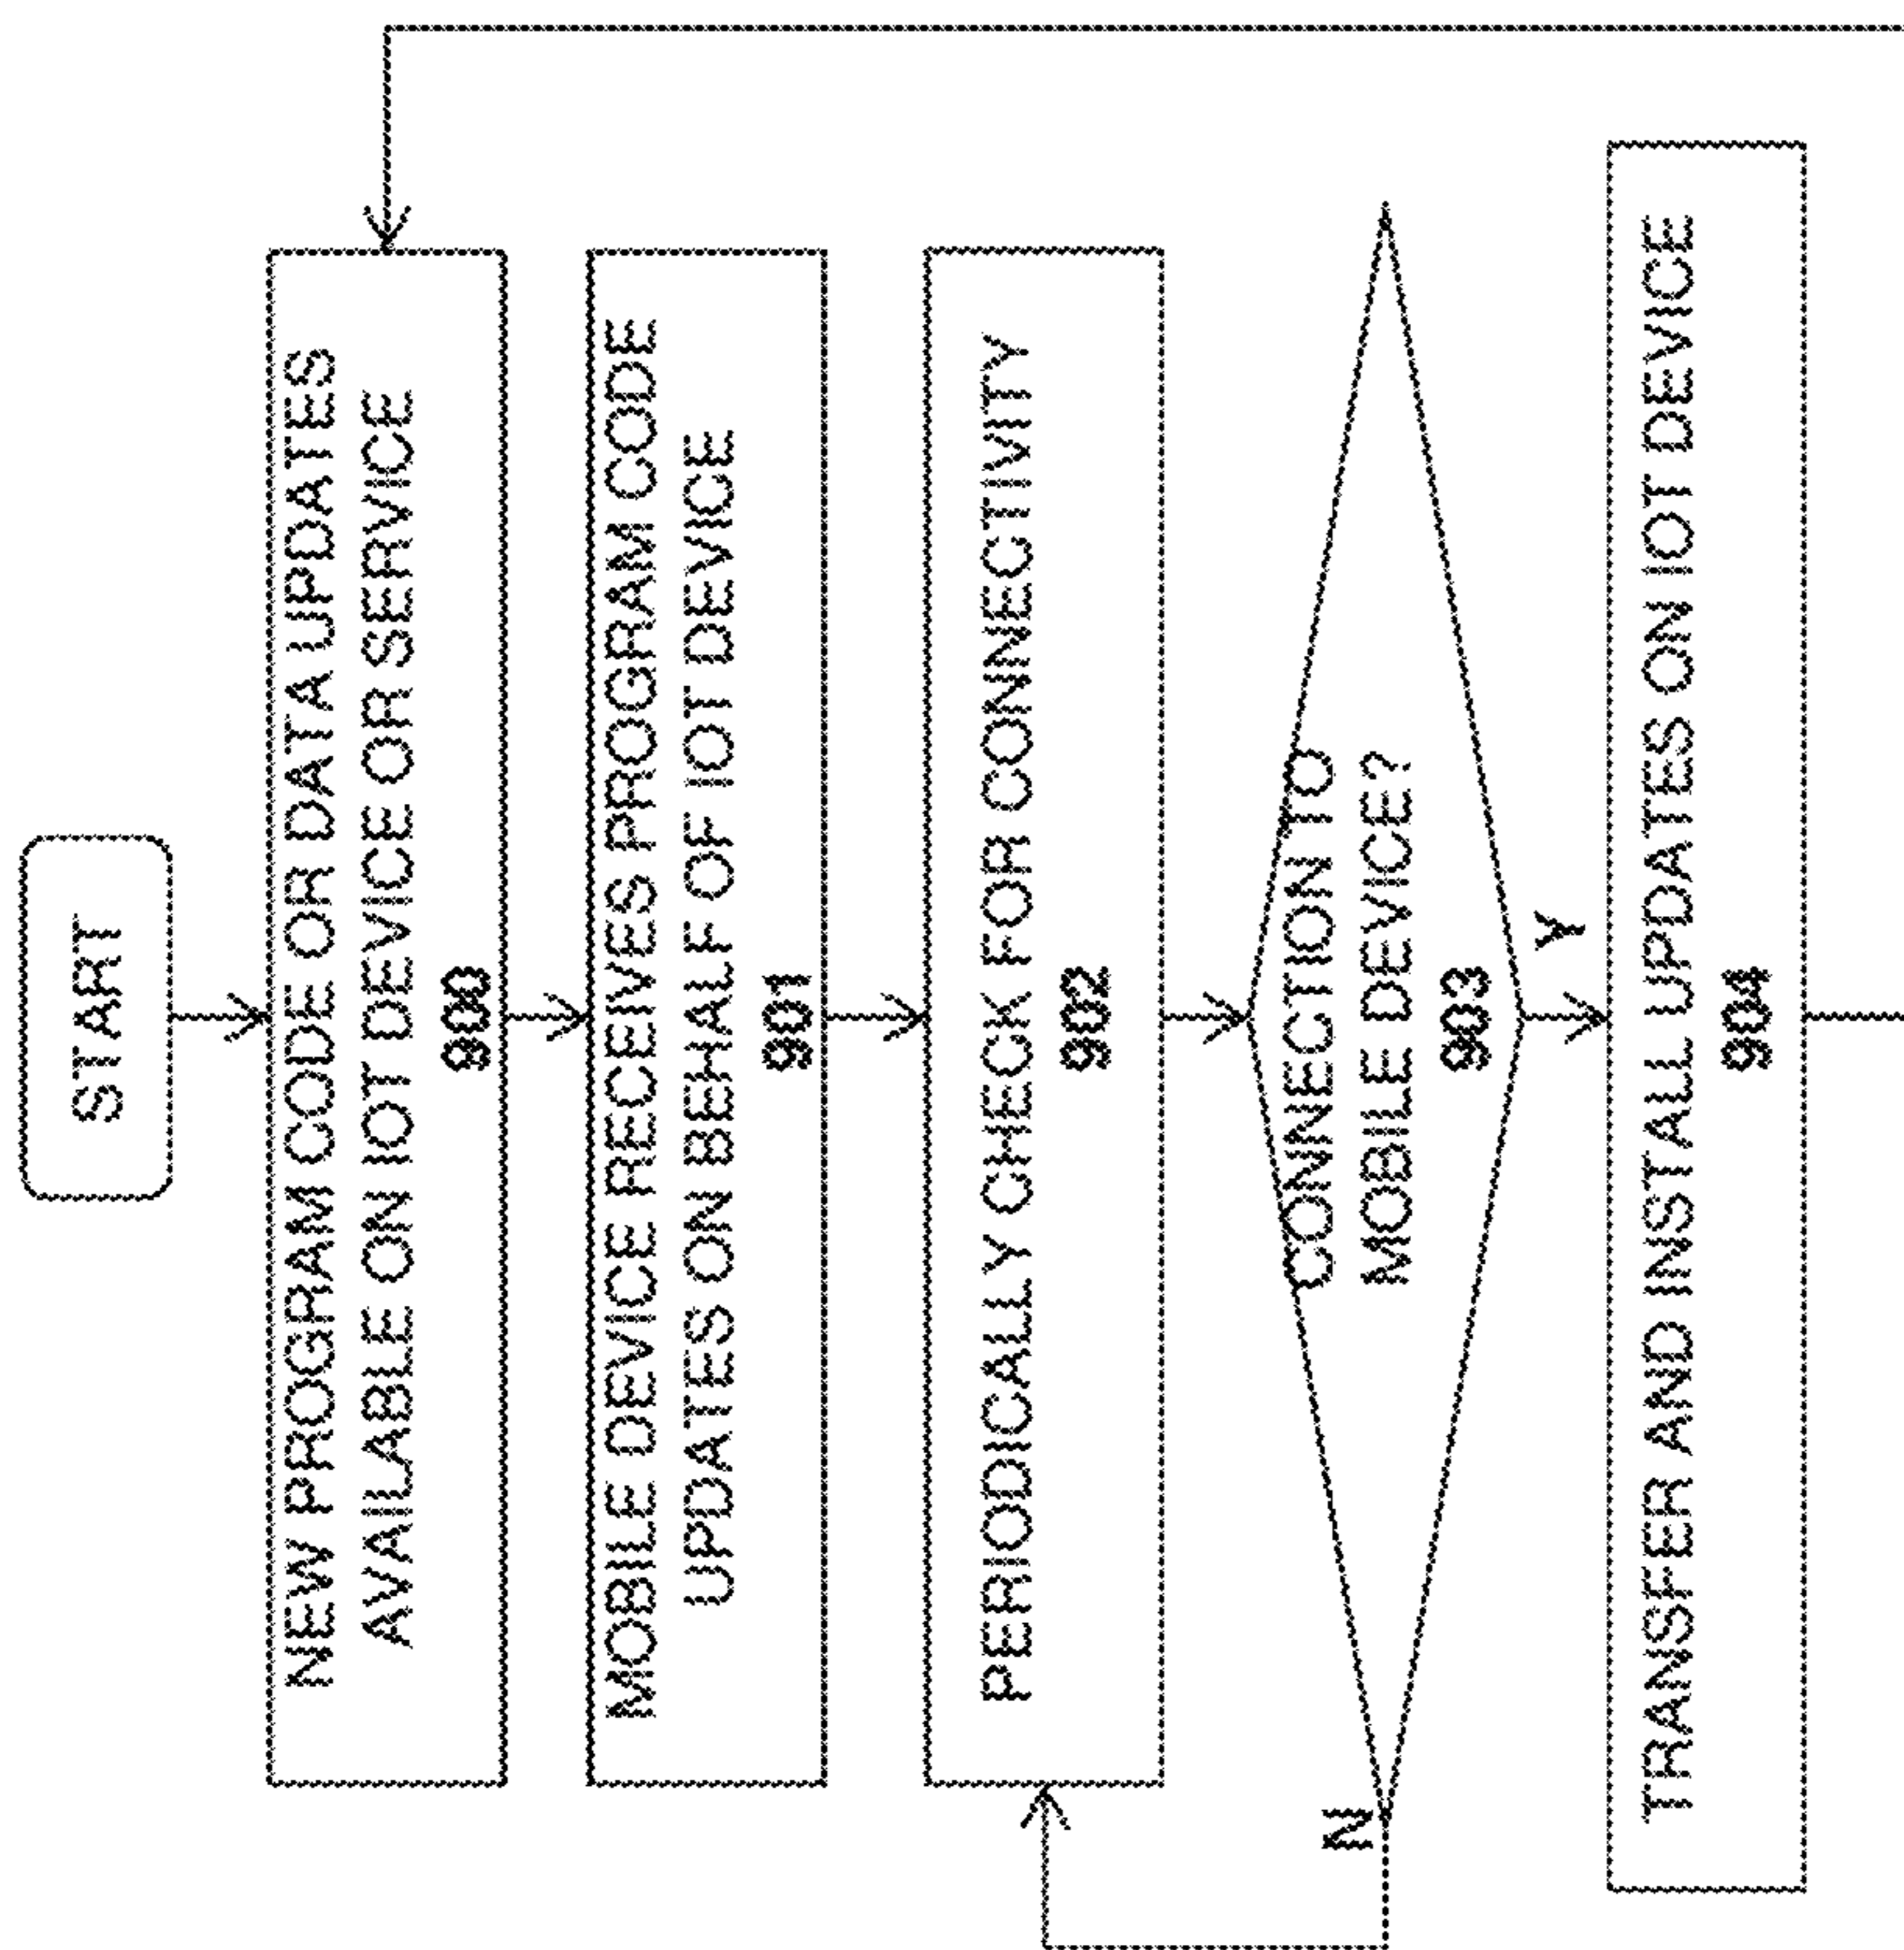 START
NEW PROGRAM CODE OR DATA UPDATES
AVAILABLE ON IOT DEVICE OR SERVICE
900
MOBILE DEVICE RECEIVES PROGRAM CODE
UPDATES ON BEHALF OF IOT DEVICE
901
PERIODICALLY CHECK FOR CONNECTIVITY
902
CONNECTION TO
MOBILE DEVICE?
903
N
Y
TRANSFER AND INSTALL UPDATES ON IOT DEVICE
904